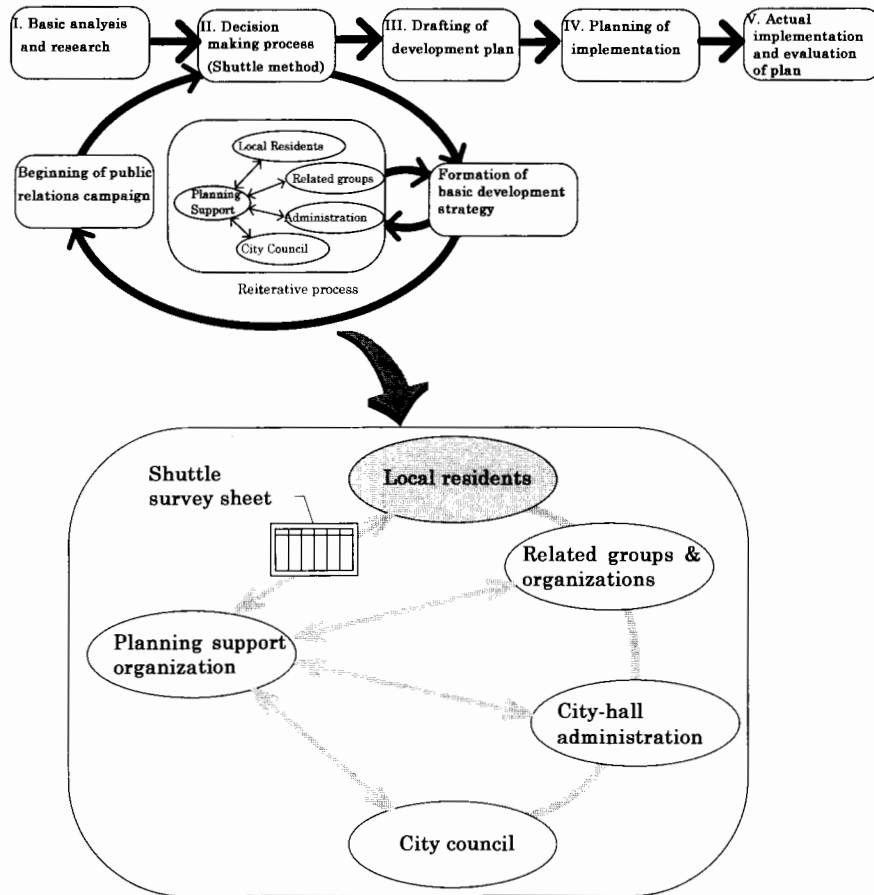 I. Basic analysis
and research
II. Decision
making process
(Shuttle method)
III. Drafting of
development plan
IV. Planning of
implementation
V. Actual
implementation
and evaluation
of plan
Beginning of public
relations campaign
Local Residents
Related groups
Planning
Support
Administration
City Council
Formation of
basic development
strategy
Reiterative process
Shuttle
survey sheet
Local residents
Related groups &
organizations
Planning support
organization
City-hall
administration
City council